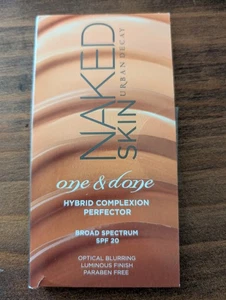 NAKED
SKIN
URBAN DECAY
one & done
HYBRID COMPLEXION
PERFECTOR
BROAD SPECTRUM
SPF 20
OPTICAL BLURRING
LUMINOUS FINISH
PARABEN FREE